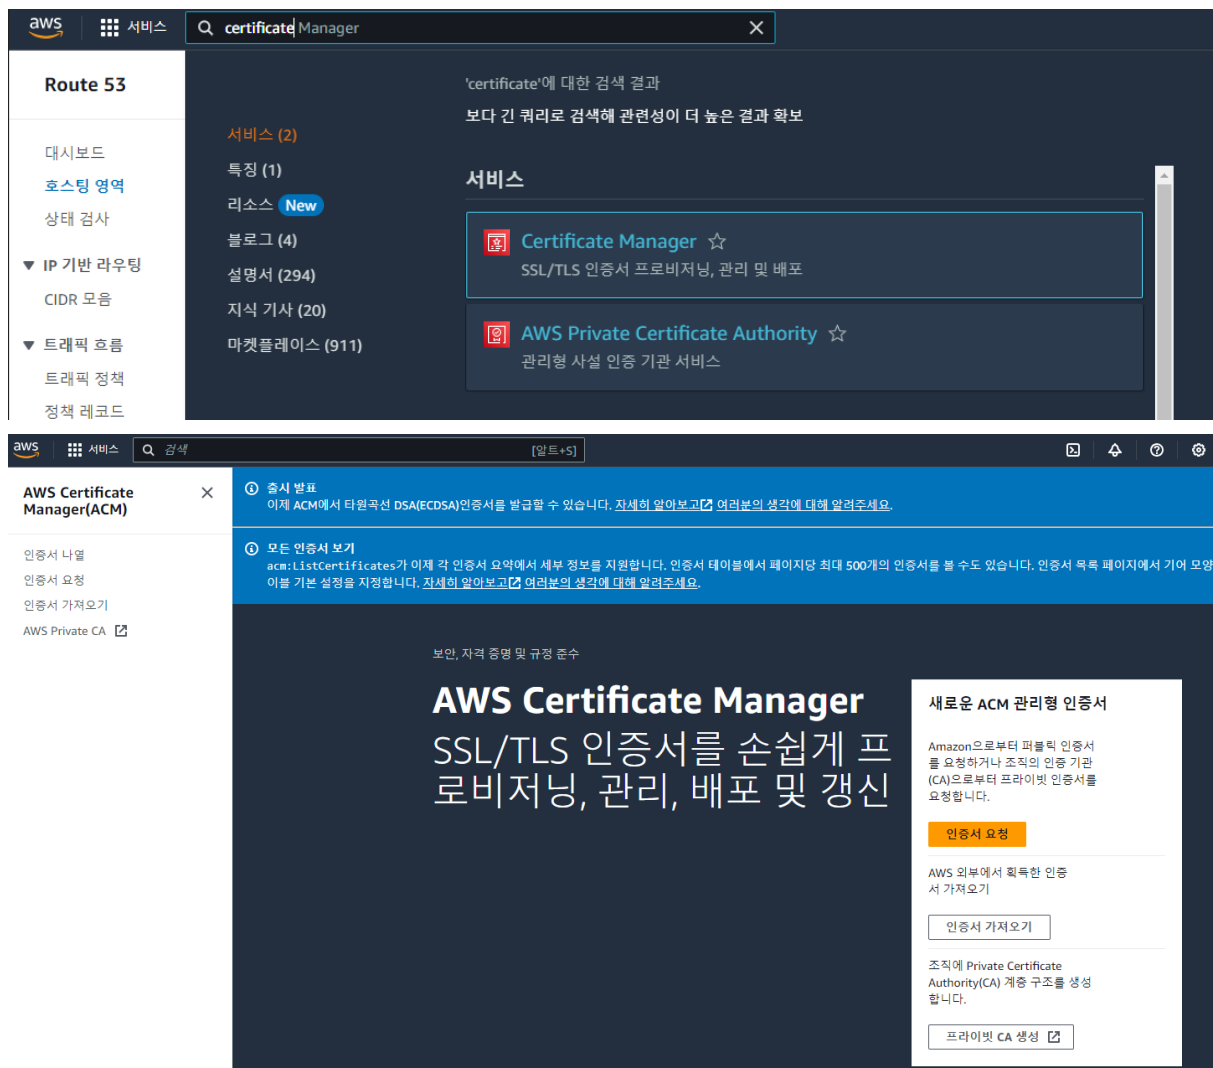 aws
서비스
certificate Manager
Route 53
대시보드
호스팅 영역
상태 검사
IP 기반 라우팅
CIDR 모음
트래픽 흐름
트래픽 정책
정책 레코드
서비스 (2)
특징 (1)
리소스 New
블로그 (4)
설명서 (294)
지식 기사 (20)
마켓플레이스 (911)
'certificate'에 대한 검색 결과
보다 긴 쿼리로 검색해 관련성이 더 높은 결과 확보
서비스
Certificate Manager
SSL/TLS 인증서 프로비저닝, 관리 및 배포
AWS Private Certificate Authority
관리형 사설 인증 기관 서비스
aws
서비스
검색
[알트+S]
AWS Certificate
Manager(ACM)
인증서 나열
인증서 요청
인증서 가져오기
AWS Private CA
출시 발표
이제 ACM에서 타원곡선 DSA(ECDSA)인증서를 발급할 수 있습니다. 자세히 알아보고 여러분의 생각에 대해 알려주세요.
모든 인증서 보기
acm:ListCertificates가 이제 각 인증서 요약에서 세부 정보를 지원합니다. 인증서 테이블에서 페이지당 최대 500개의 인증서를 볼 수도 있습니다. 인증서 목록 페이지에서 기어 모양
이블 기본 설정을 지정합니다. 자세히 알아보고 여러분의 생각에 대해 알려주세요.
보안, 자격 증명 및 규정 준수
AWS Certificate Manager
SSL/TLS 인증서를 손쉽게 프
로비저닝, 관리, 배포 및 갱신
새로운 ACM 관리형 인증서
Amazon으로부터 퍼블릭 인증서
를 요청하거나 조직의 인증 기관
(CA)으로부터 프라이빗 인증서를
요청합니다.
인증서 요청
AWS 외부에서 획득한 인증
서 가져오기
인증서 가져오기
조직에 Private Certificate
Authority(CA) 계층 구조를 생성
합니다.
프라이빗 CA 생성